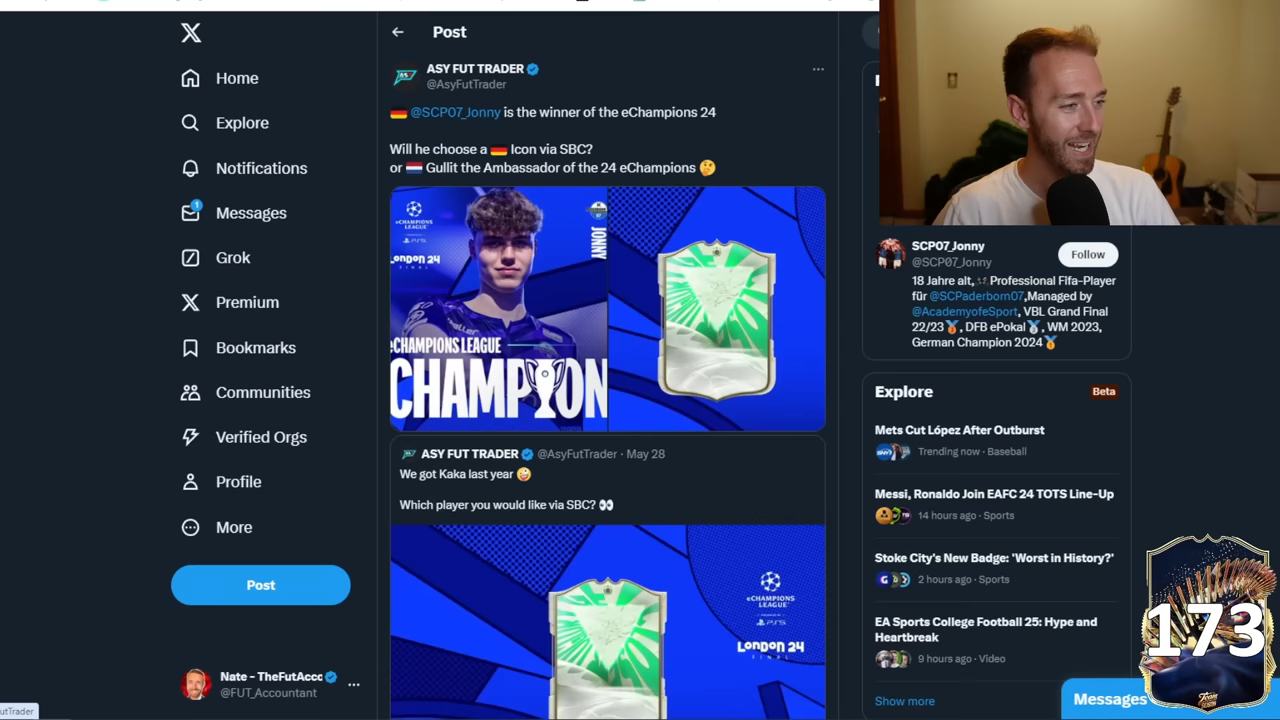 Home
Explore
Notifications
1
Messages
Grok
Premium
Bookmarks
Communities
Verified Orgs
Profile
More
Post
Nate - TheFutAcco
@FUT_Accountant
Post
ASY FUT TRADER
@AsyFutTrader
@SCP07_Jonny is the winner of the eChampions 24
Will he choose a Icon via SBC?
or Gullit the Ambassador of the 24 eChampions
eCHAMPIONS
LEAGUE
LONDON 24
FINAL
JONNY
eCHAMPIONS LEAGUE
CHAMPION
ASY FUT TRADER @AsyFutTrader · May 28
We got Kaka last year
Which player you would like via SBC?
eCHAMPIONS
LEAGUE
LONDON 24
FINAL
SCP07_Jonny
@SCP07_Jonny
Follow
18 Jahre alt, Professional Fifa-Player
für @SCPaderborn07,Managed by
@AcademyofeSport, VBL Grand Final
22/23, DFB ePokal, WM 2023,
German Champion 2024
Explore
Beta
Mets Cut López After Outburst
Trending now · Baseball
Messi, Ronaldo Join EAFC 24 TOTS Line-Up
14 hours ago · Sports
Stoke City's New Badge: 'Worst in History?'
2 hours ago · Sports
EA Sports College Football 25: Hype and
Heartbreak
9 hours ago · Video
Show more
Messages
173